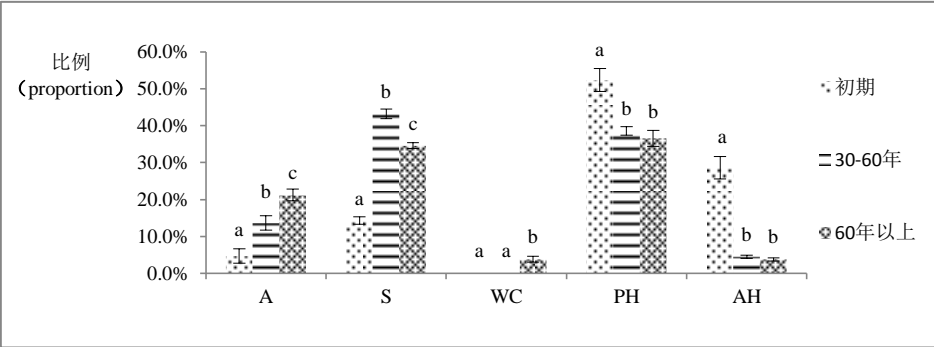 比例
（proportion）
60.0%
50.0%
40.0%
30.0%
20.0%
10.0%
0.0%
a b c
a b c
a a b
a b b
a b b
A S WC PH AH
初期
30-60年
60年以上